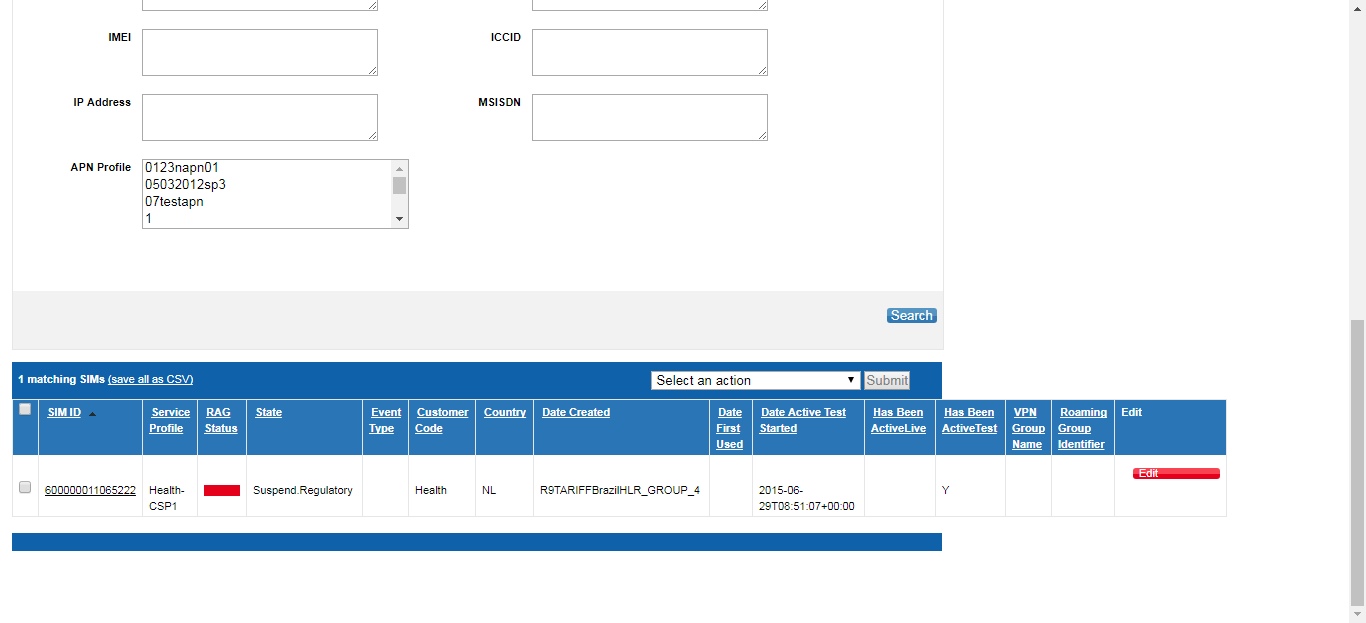 IMEI
ICCID
IP Address
MSISDN
APN Profile
0123napn01
05032012sp3
07testapn
1
Search
1 matching SIMs (save all as CSV)
Select an action
Submit
SIM ID
Service Profile
RAG Status
State
Event Type
Customer Code
Country
Date Created
Date First Used
Date Active Test Started
Has Been ActiveLive
Has Been ActiveTest
VPN Group Name
Roaming Group Identifier
Edit
600000011065222
Health-
CSP1
Suspend.Regulatory
Health
NL
R9TARIFFBrazilHLR_GROUP_4
2015-06-
29T08:51:07+00:00
Y
Edit